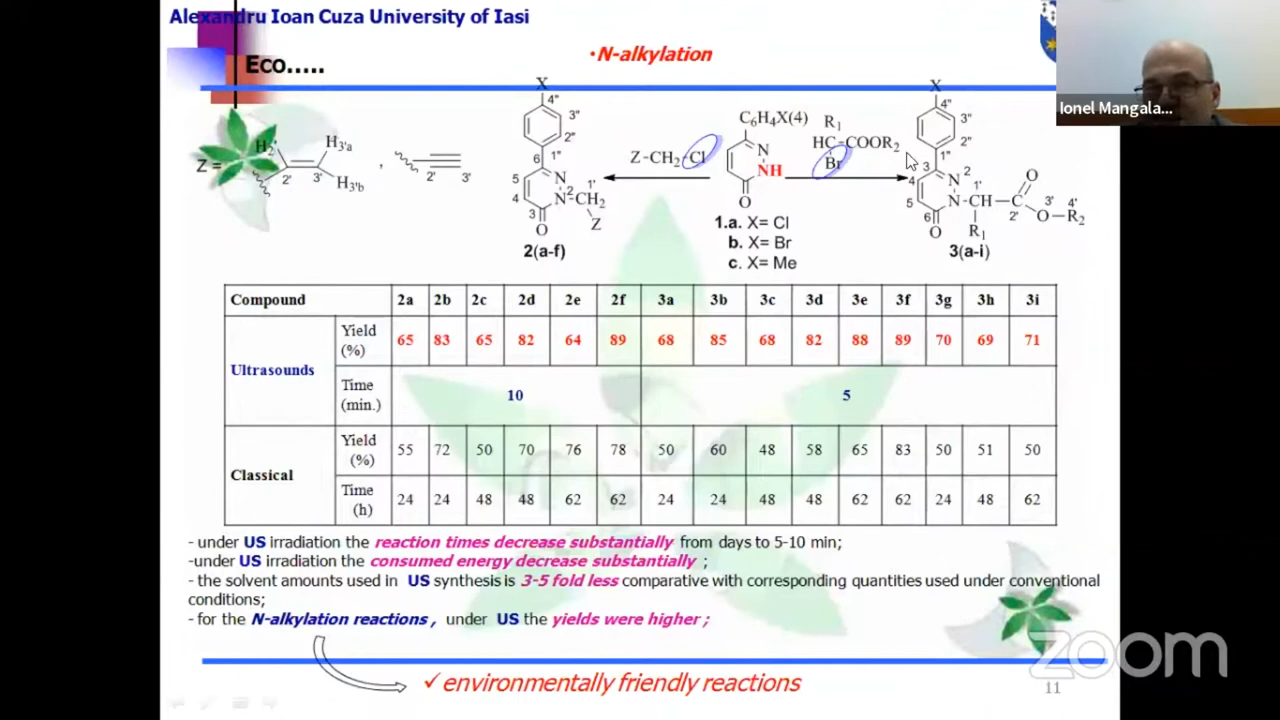 Alexandru Ioan Cuza University of Iasi
Eco.....
•N-alkylation
Ionel Mangala...
Z =
H2'
H3'a
H3'b
2'
3'
,
2'
3'
X
4"
3"
2"
1"
6
5
4
3
N
N
2
1'
CH2
O
Z
2(a-f)
Z-CH2-Cl
C6H4X(4)
N
NH
O
1.a. X= Cl
b. X= Br
c. X= Me
R1
HC-COOR2
Br
X
4"
3"
2"
1"
3
4
5
6
N
2
N
1'
CH
R1
O
2'
O
3'
4'
R2
O
3(a-i)
Compound 2a 2b 2c 2d 2e 2f 3a 3b 3c 3d 3e 3f 3g 3h 3i
Ultrasounds
Yield (%) 65 83 65 82 64 89 68 85 68 82 88 89 70 69 71
Time (min.) 10 5
Classical
Yield (%) 55 72 50 70 76 78 50 60 48 58 65 83 50 51 50
Time (h) 24 24 48 48 62 62 24 24 48 48 62 62 24 48 62
- under US irradiation the reaction times decrease substantially from days to 5-10 min;
-under US irradiation the consumed energy decrease substantially ;
- the solvent amounts used in US synthesis is 3-5 fold less comparative with corresponding quantities used under conventional
conditions;
- for the N-alkylation reactions, under US the yields were higher;
✓environmentally friendly reactions
zoom
11